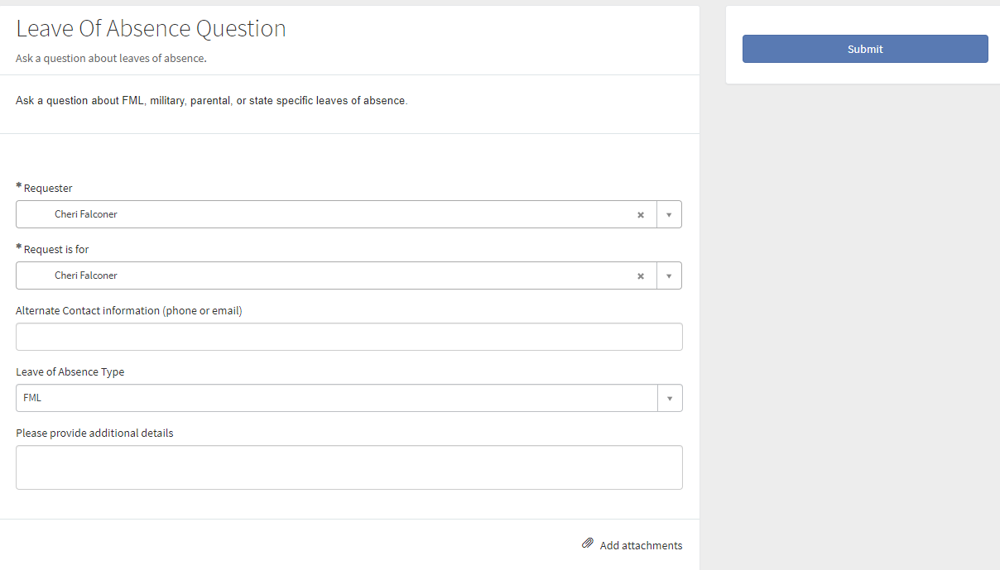 Leave Of Absence Question
Ask a question about leaves of absence.
Submit
Ask a question about FML, military, parental, or state specific leaves of absence.
* Requester
Cheri Falconer
* Request is for
Cheri Falconer
Alternate Contact information (phone or email)
Leave of Absence Type
FML
Please provide additional details
Add attachments